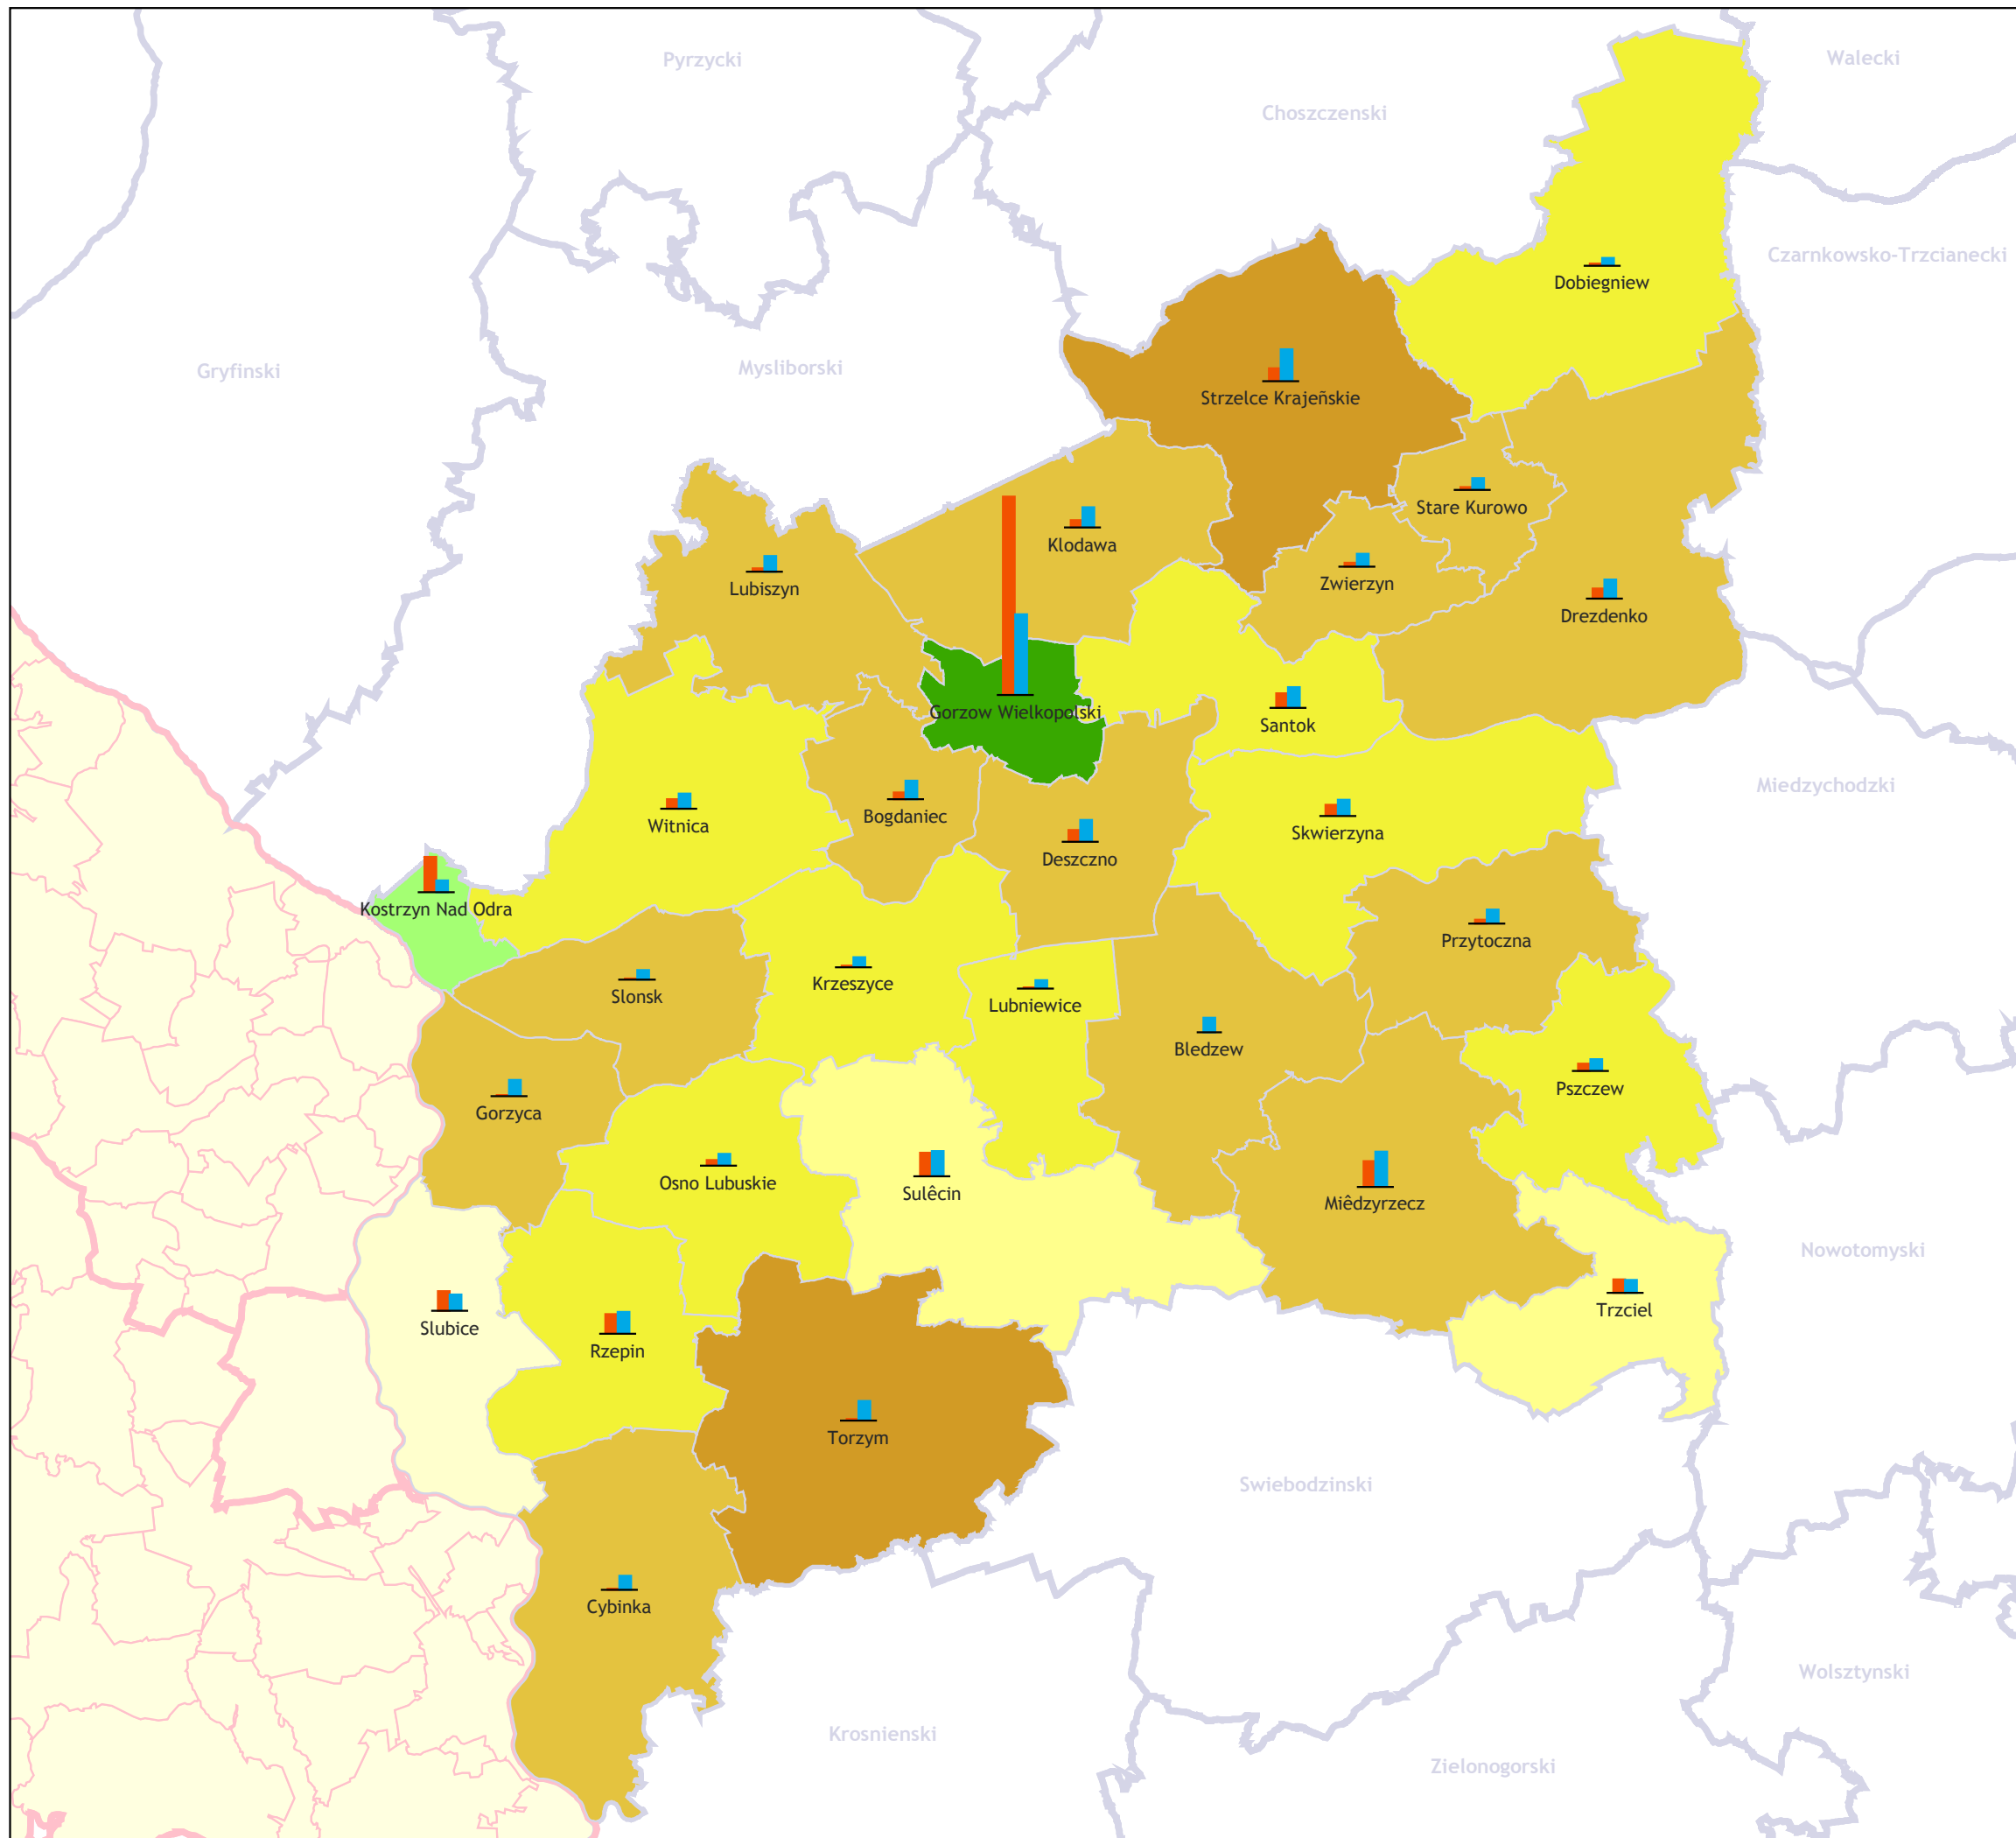 Walecki
Pyrzycki
Choszczenski
Czarnkowsko-Trzcianecki
Dobiegniew
Mysliborski
Gryfinski
Strzelce Krajeñskie
Stare Kurowo
Klodawa
Zwierzyn
Lubiszyn
Drezdenko
Gorzow Wielkopolski
Santok
Miedzychodzki
Bogdaniec
Witnica
Skwierzyna
Deszczno
Kostrzyn Nad Odra
Przytoczna
Krzeszyce
Slonsk
Lubniewice
Bledzew
Pszczew
Gorzyca
Osno Lubuskie
Sulêcin
Miêdzyrzecz
Nowotomyski
Trzciel
Slubice
Rzepin
Torzym
Swiebodzinski
Cybinka
Wolsztynski
Krosnienski
Zielonogorski